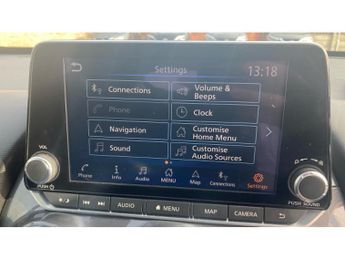 Settings
13:18
Connections
Volume & Beeps
Phone
Clock
Navigation
Customise Home Menu
Sound
Customise Audio Sources
VOL
PUSH
Phone
Info
Audio
MENU
Map
Connections
Settings
PUSH SOUND
AUDIO
MENU
MAP
CAMERA